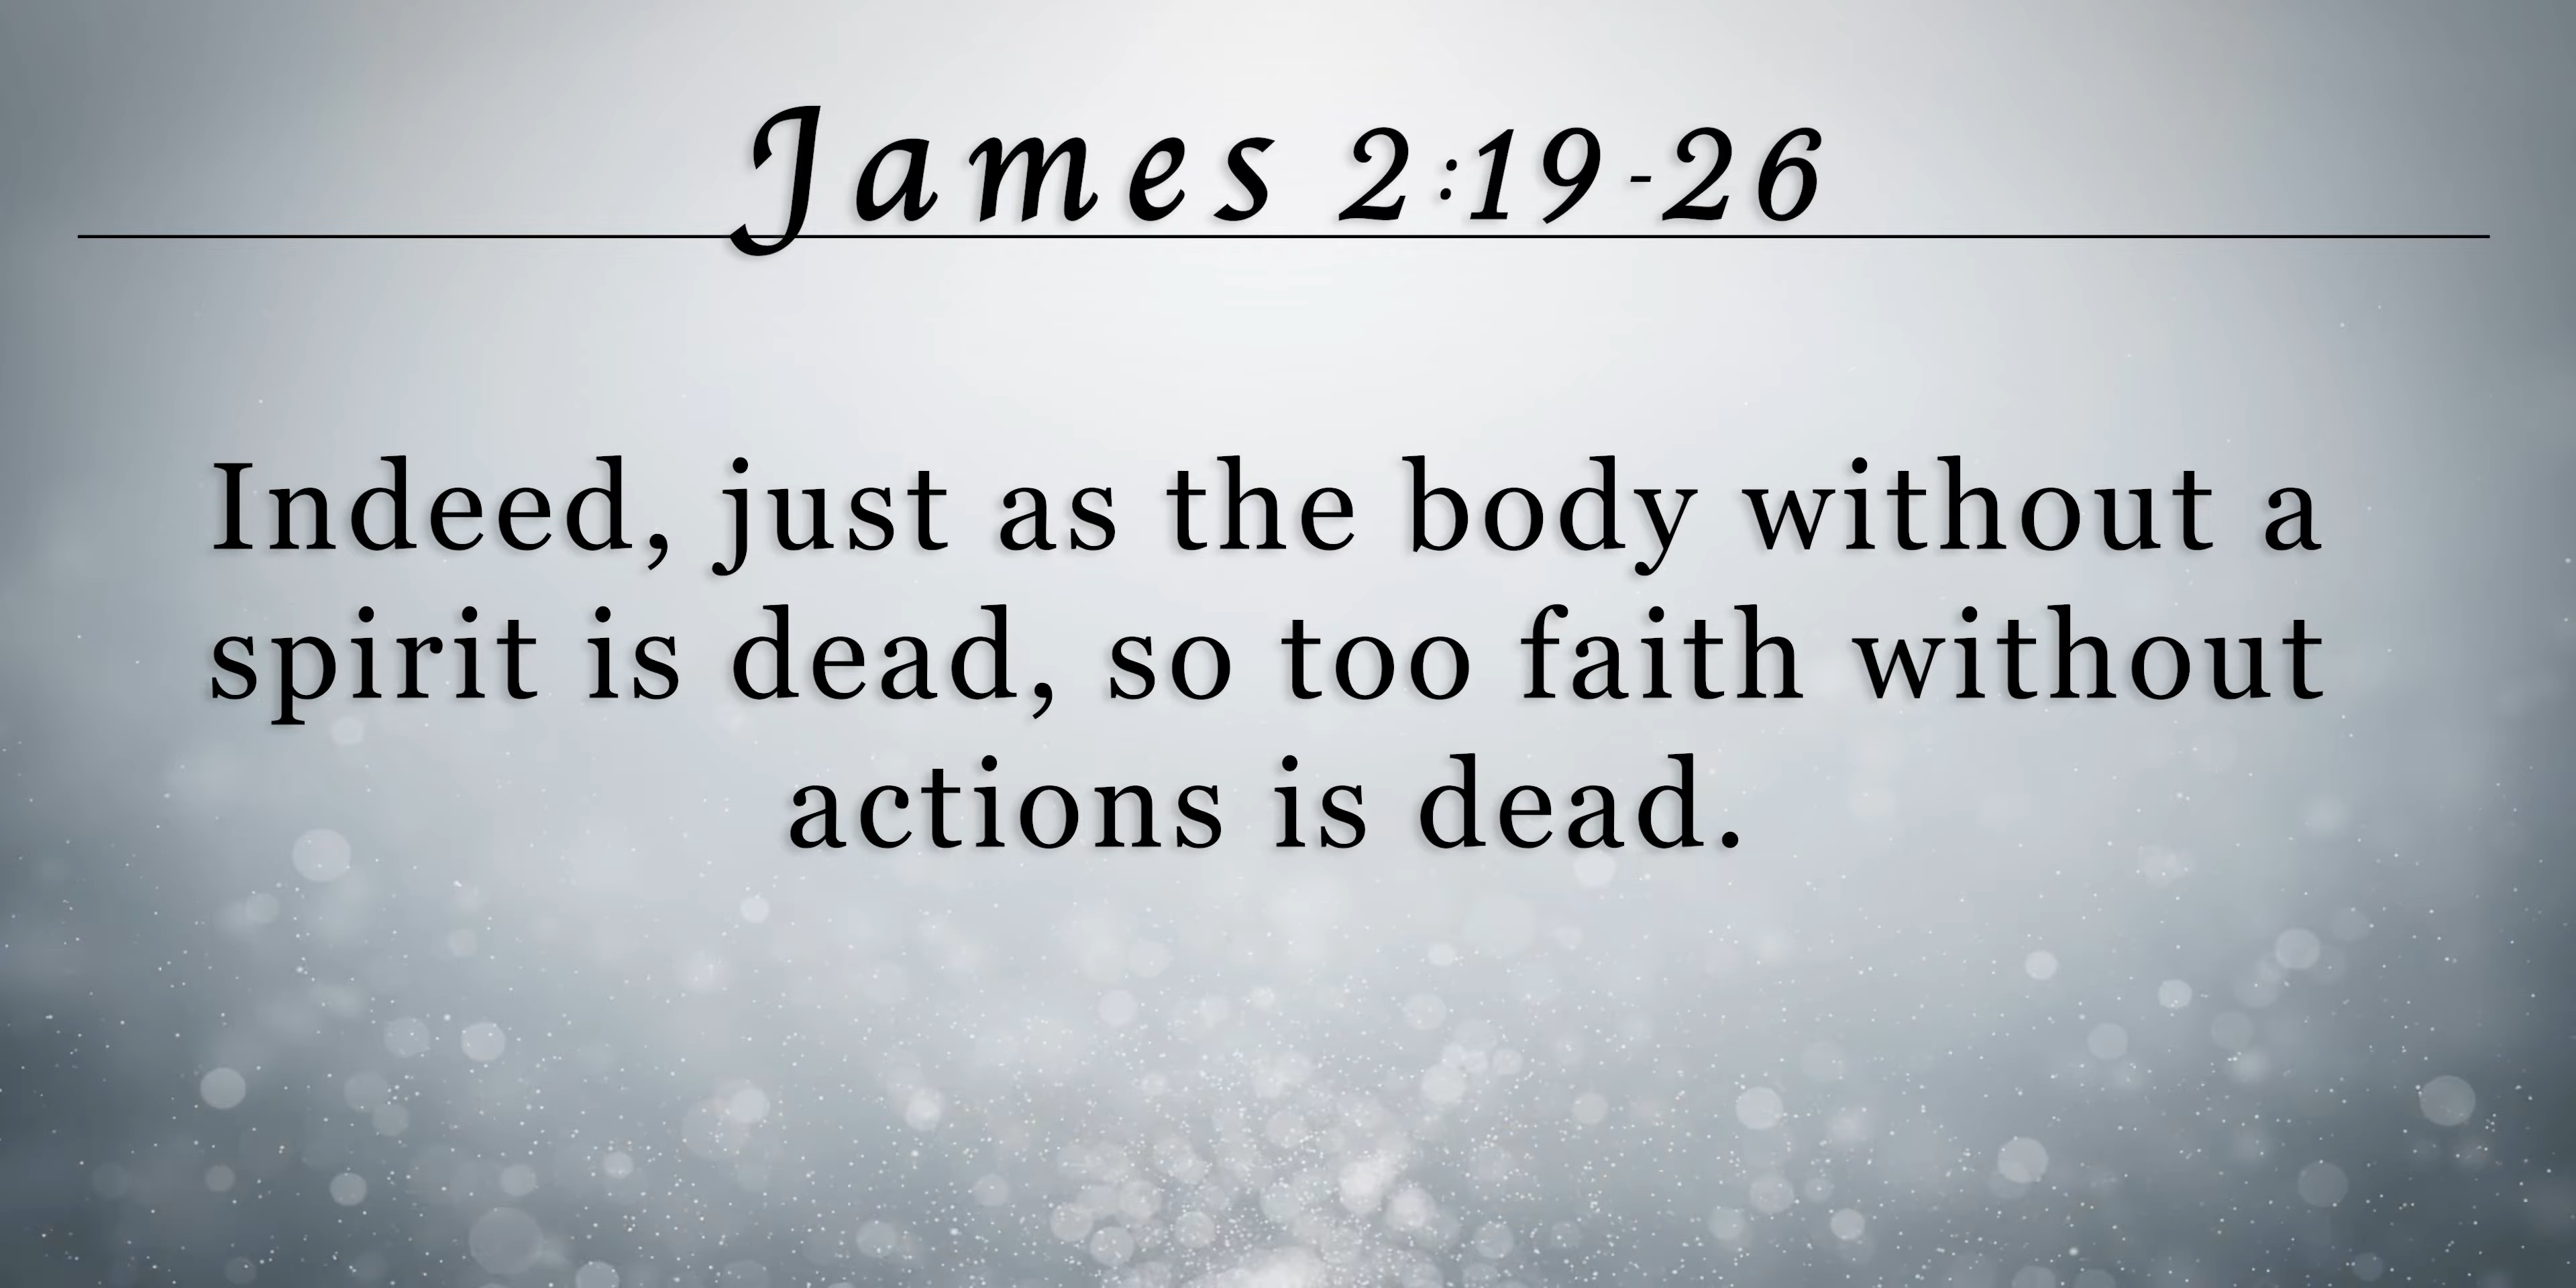 James 2:19-26
Indeed, just as the body without a
spirit is dead, so too faith without
actions is dead.